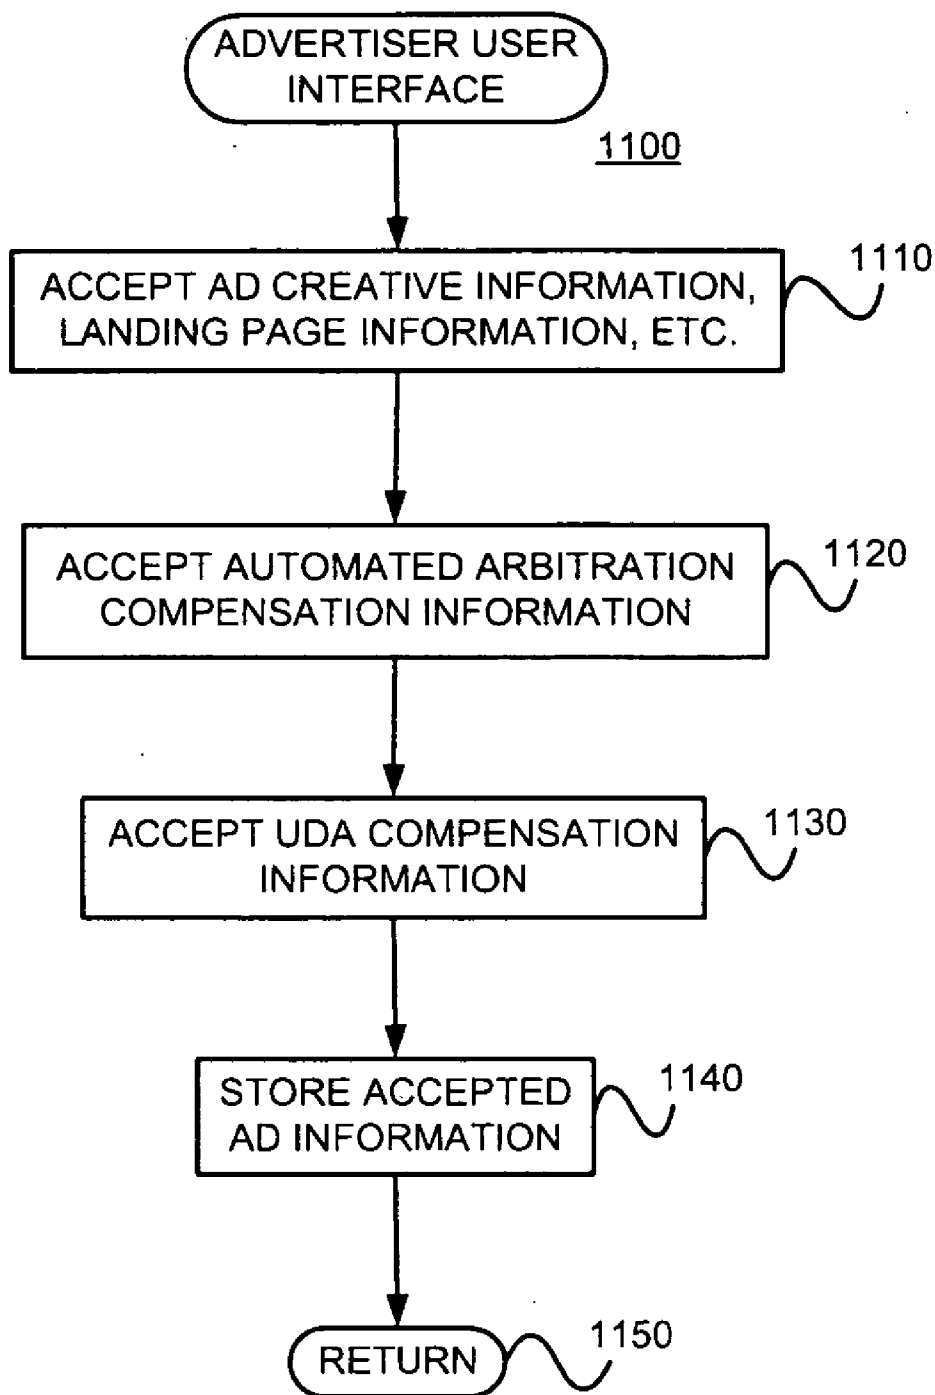 ADVERTISER USER
INTERFACE
1100
1110
ACCEPT AD CREATIVE INFORMATION,
LANDING PAGE INFORMATION, ETC.
1120
ACCEPT AUTOMATED ARBITRATION
COMPENSATION INFORMATION
1130
ACCEPT UDA COMPENSATION
INFORMATION
1140
STORE ACCEPTED
AD INFORMATION
1150
RETURN